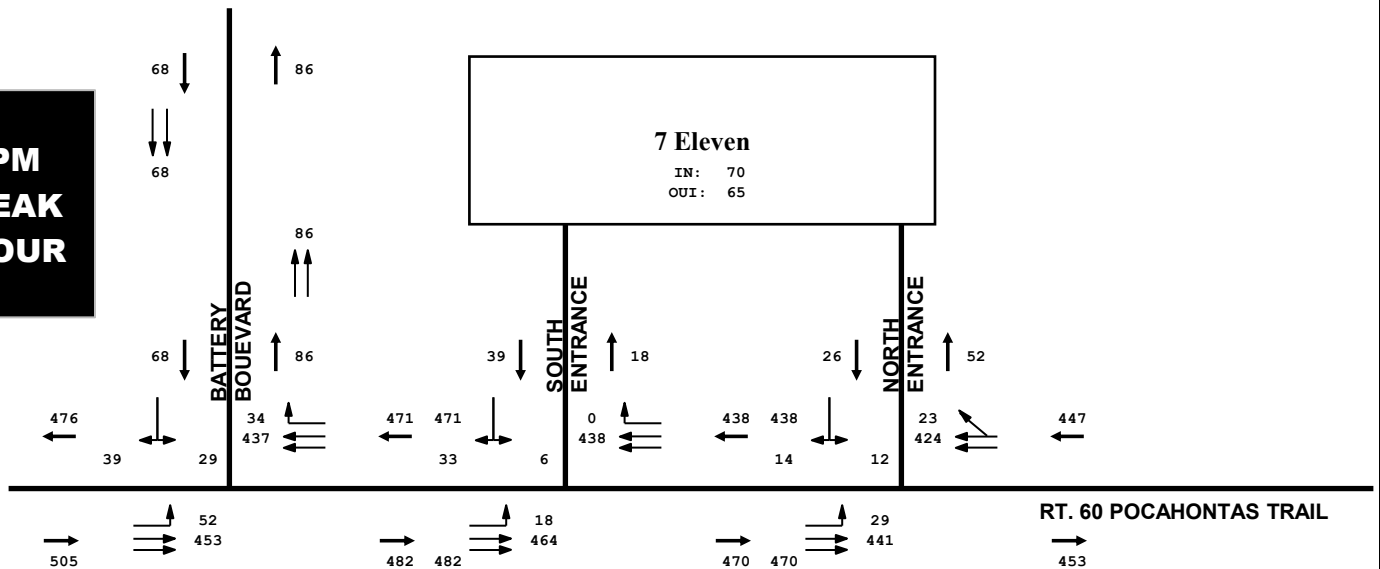 68 86
PM
EAK
OUR
68
7 Eleven
IN: 70
OUI: 65
86
BATTERY
BOUEVARD
SOUTH
ENTRANCE
NORTH
ENTRANCE
68 86 39 18 26 52
476 34 471 471 0 438 438 23 447
437 438 424
39 29 33 6 14 12
RT. 60 POCAHONTAS TRAIL
52 18 29
453 464 441
505 482 482 470 470 453